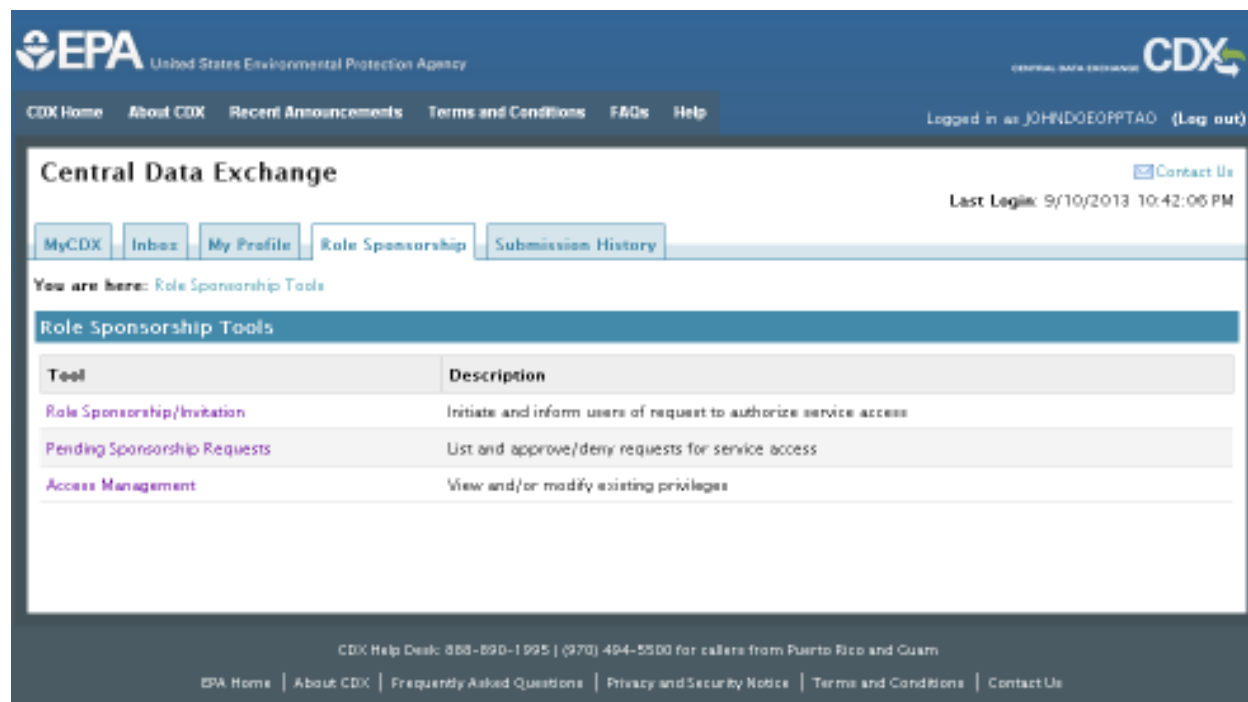 EPA United States Environmental Protection Agency
CENTRAL DATA EXCHANGE CDX
CDX Home About CDX Recent Announcements Terms and Conditions FAQs Help
Logged in as JOHNDOEOPPTAO (Log out)
Central Data Exchange
Contact Us
Last Login: 9/10/2013 10:42:06 PM
MyCDX Inbox My Profile Role Sponsorship Submission History
You are here: Role Sponsorship Tools
Role Sponsorship Tools
Tool Description
Role Sponsorship/Invitation Initiate and inform users of request to authorize service access
Pending Sponsorship Requests List and approve/deny requests for service access
Access Management View and/or modify existing privileges
CDX Help Desk: 888-890-1995 | (970) 494-5500 for callers from Puerto Rico and Guam
EPA Home | About CDX | Frequently Asked Questions | Privacy and Security Notice | Terms and Conditions | Contact Us